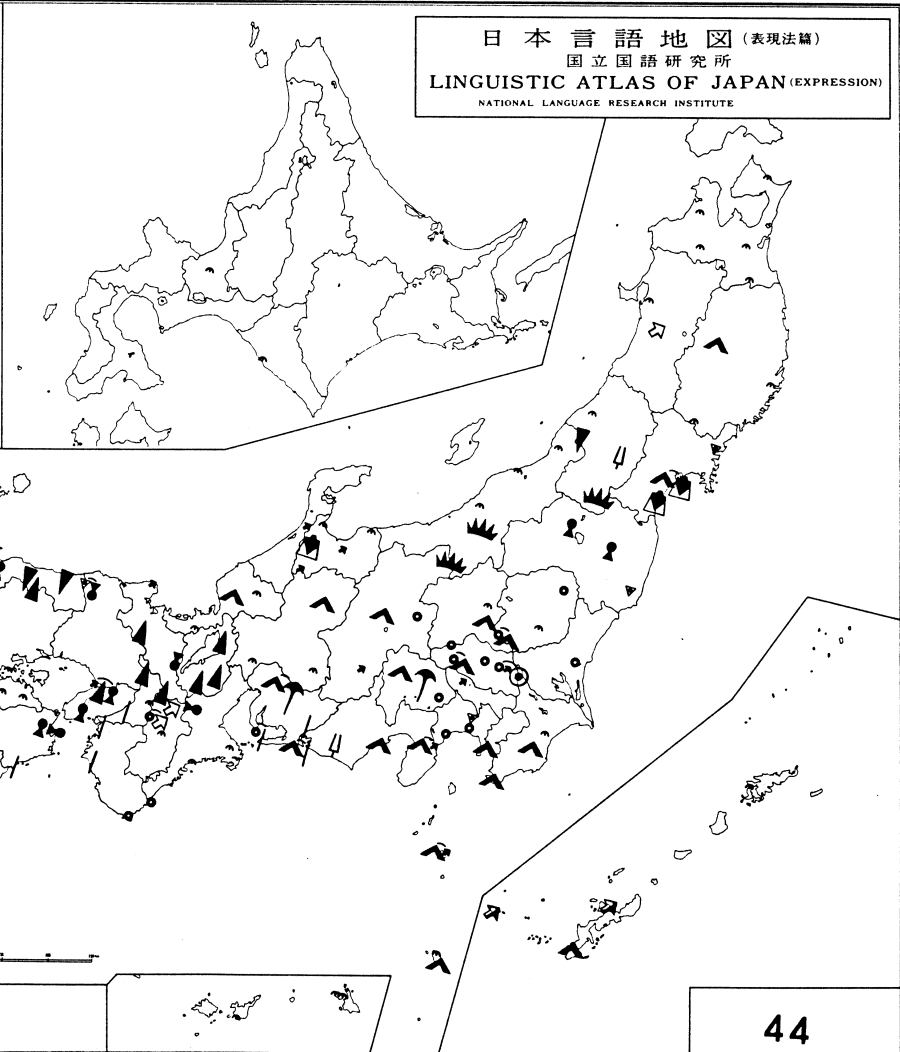 日本言語地図（表現法篇）
国立国語研究所
LINGUISTIC ATLAS OF JAPAN (EXPRESSION)
NATIONAL LANGUAGE RESEARCH INSTITUTE
44